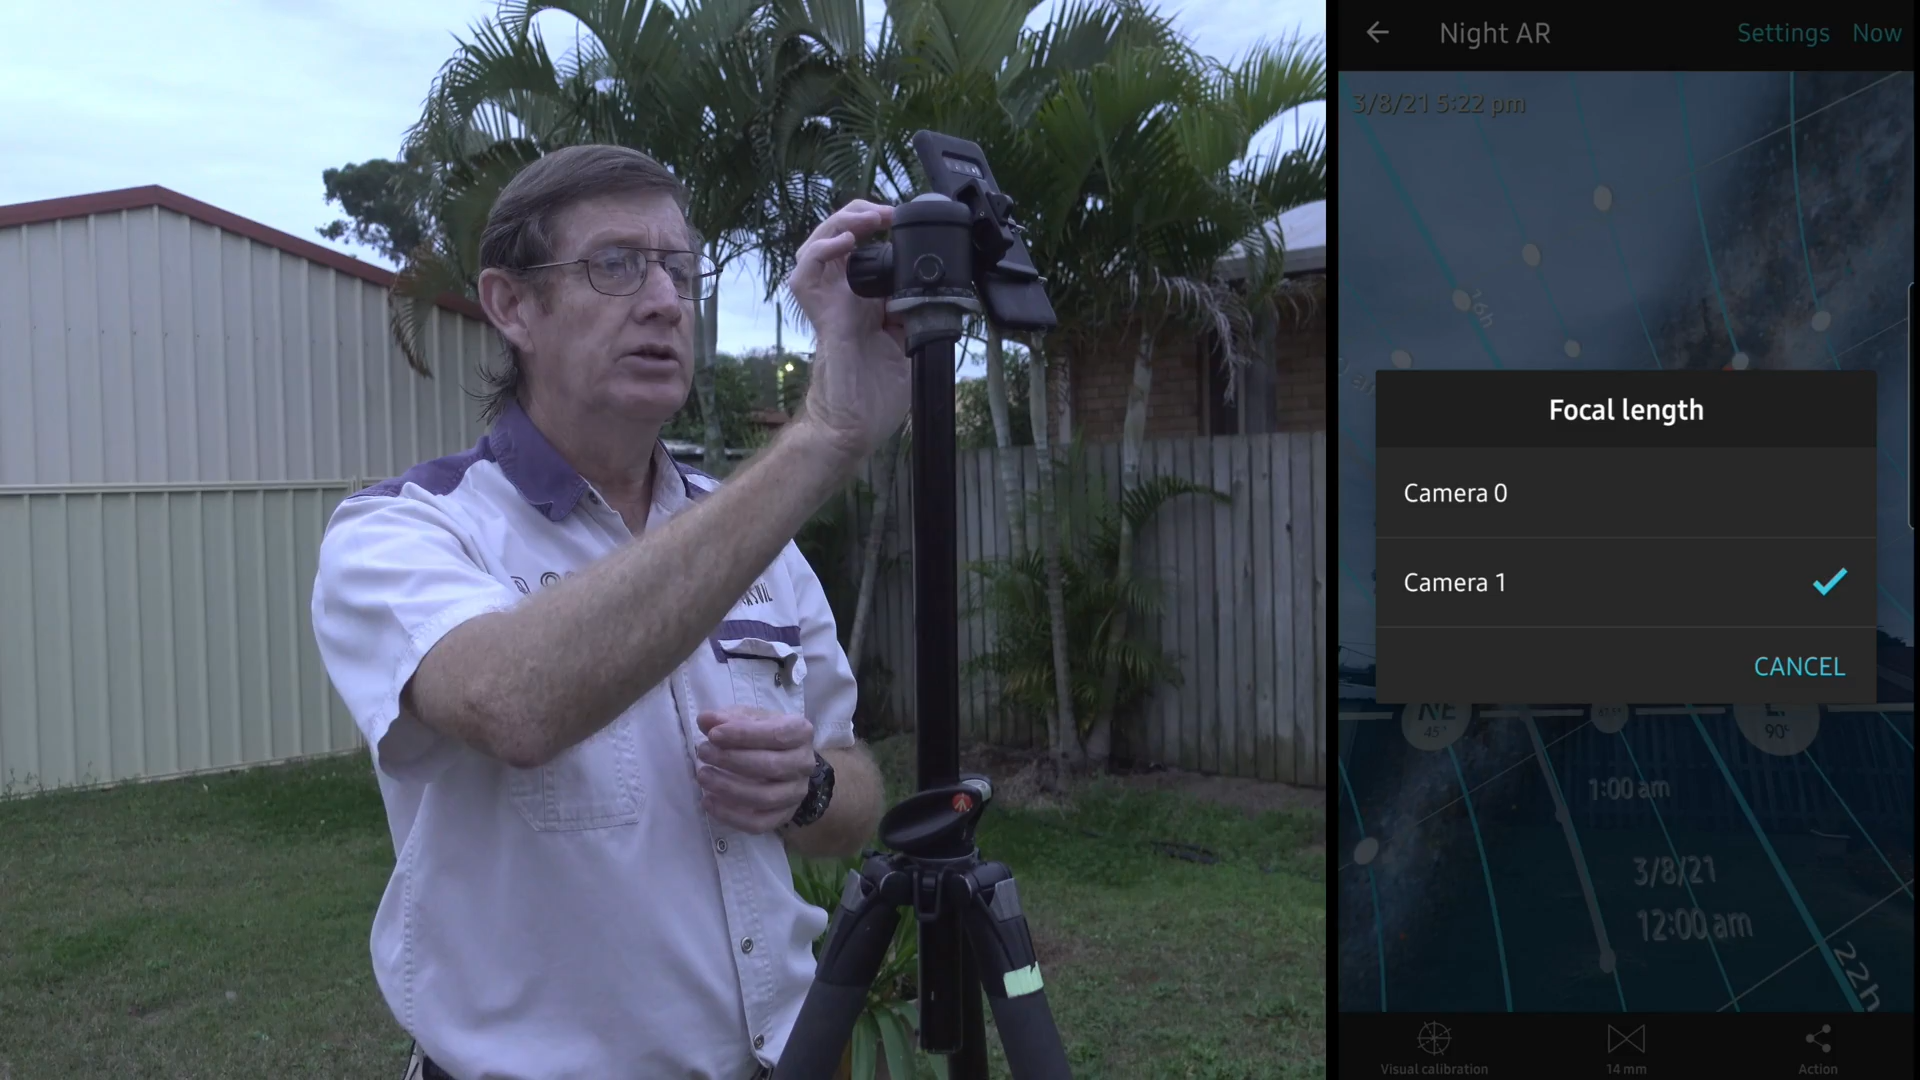 Night AR
Settings Now
3/8/21 5:22 pm
16h
Focal length
Camera 0
Camera 1
CANCEL
NE
45°
90°
1:00 am
3/8/21
12:00 am
22h
Visual calibration
14 mm
Action